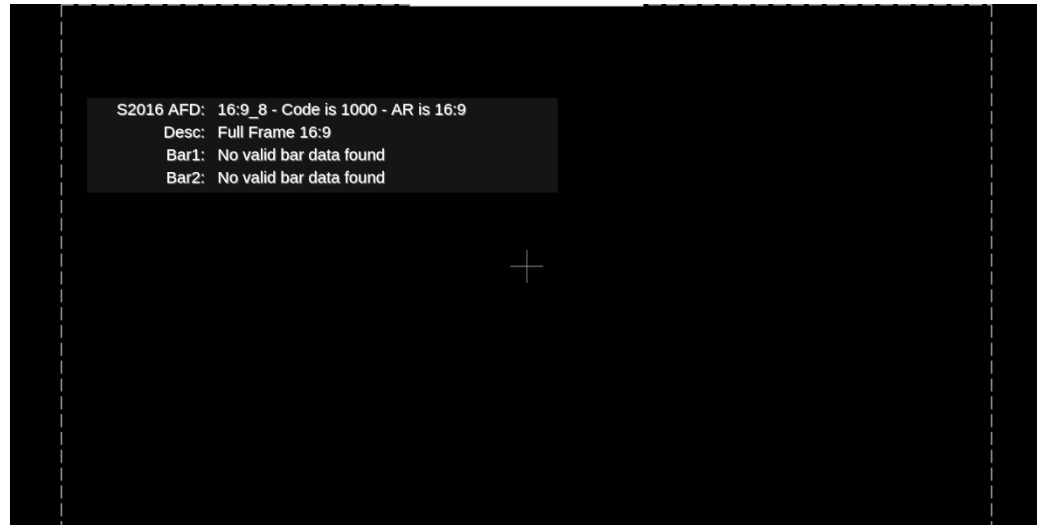 S2016 AFD: 16:9_8 - Code is 1000 - AR is 16:9
Desc: Full Frame 16:9
Bar1: No valid bar data found
Bar2: No valid bar data found